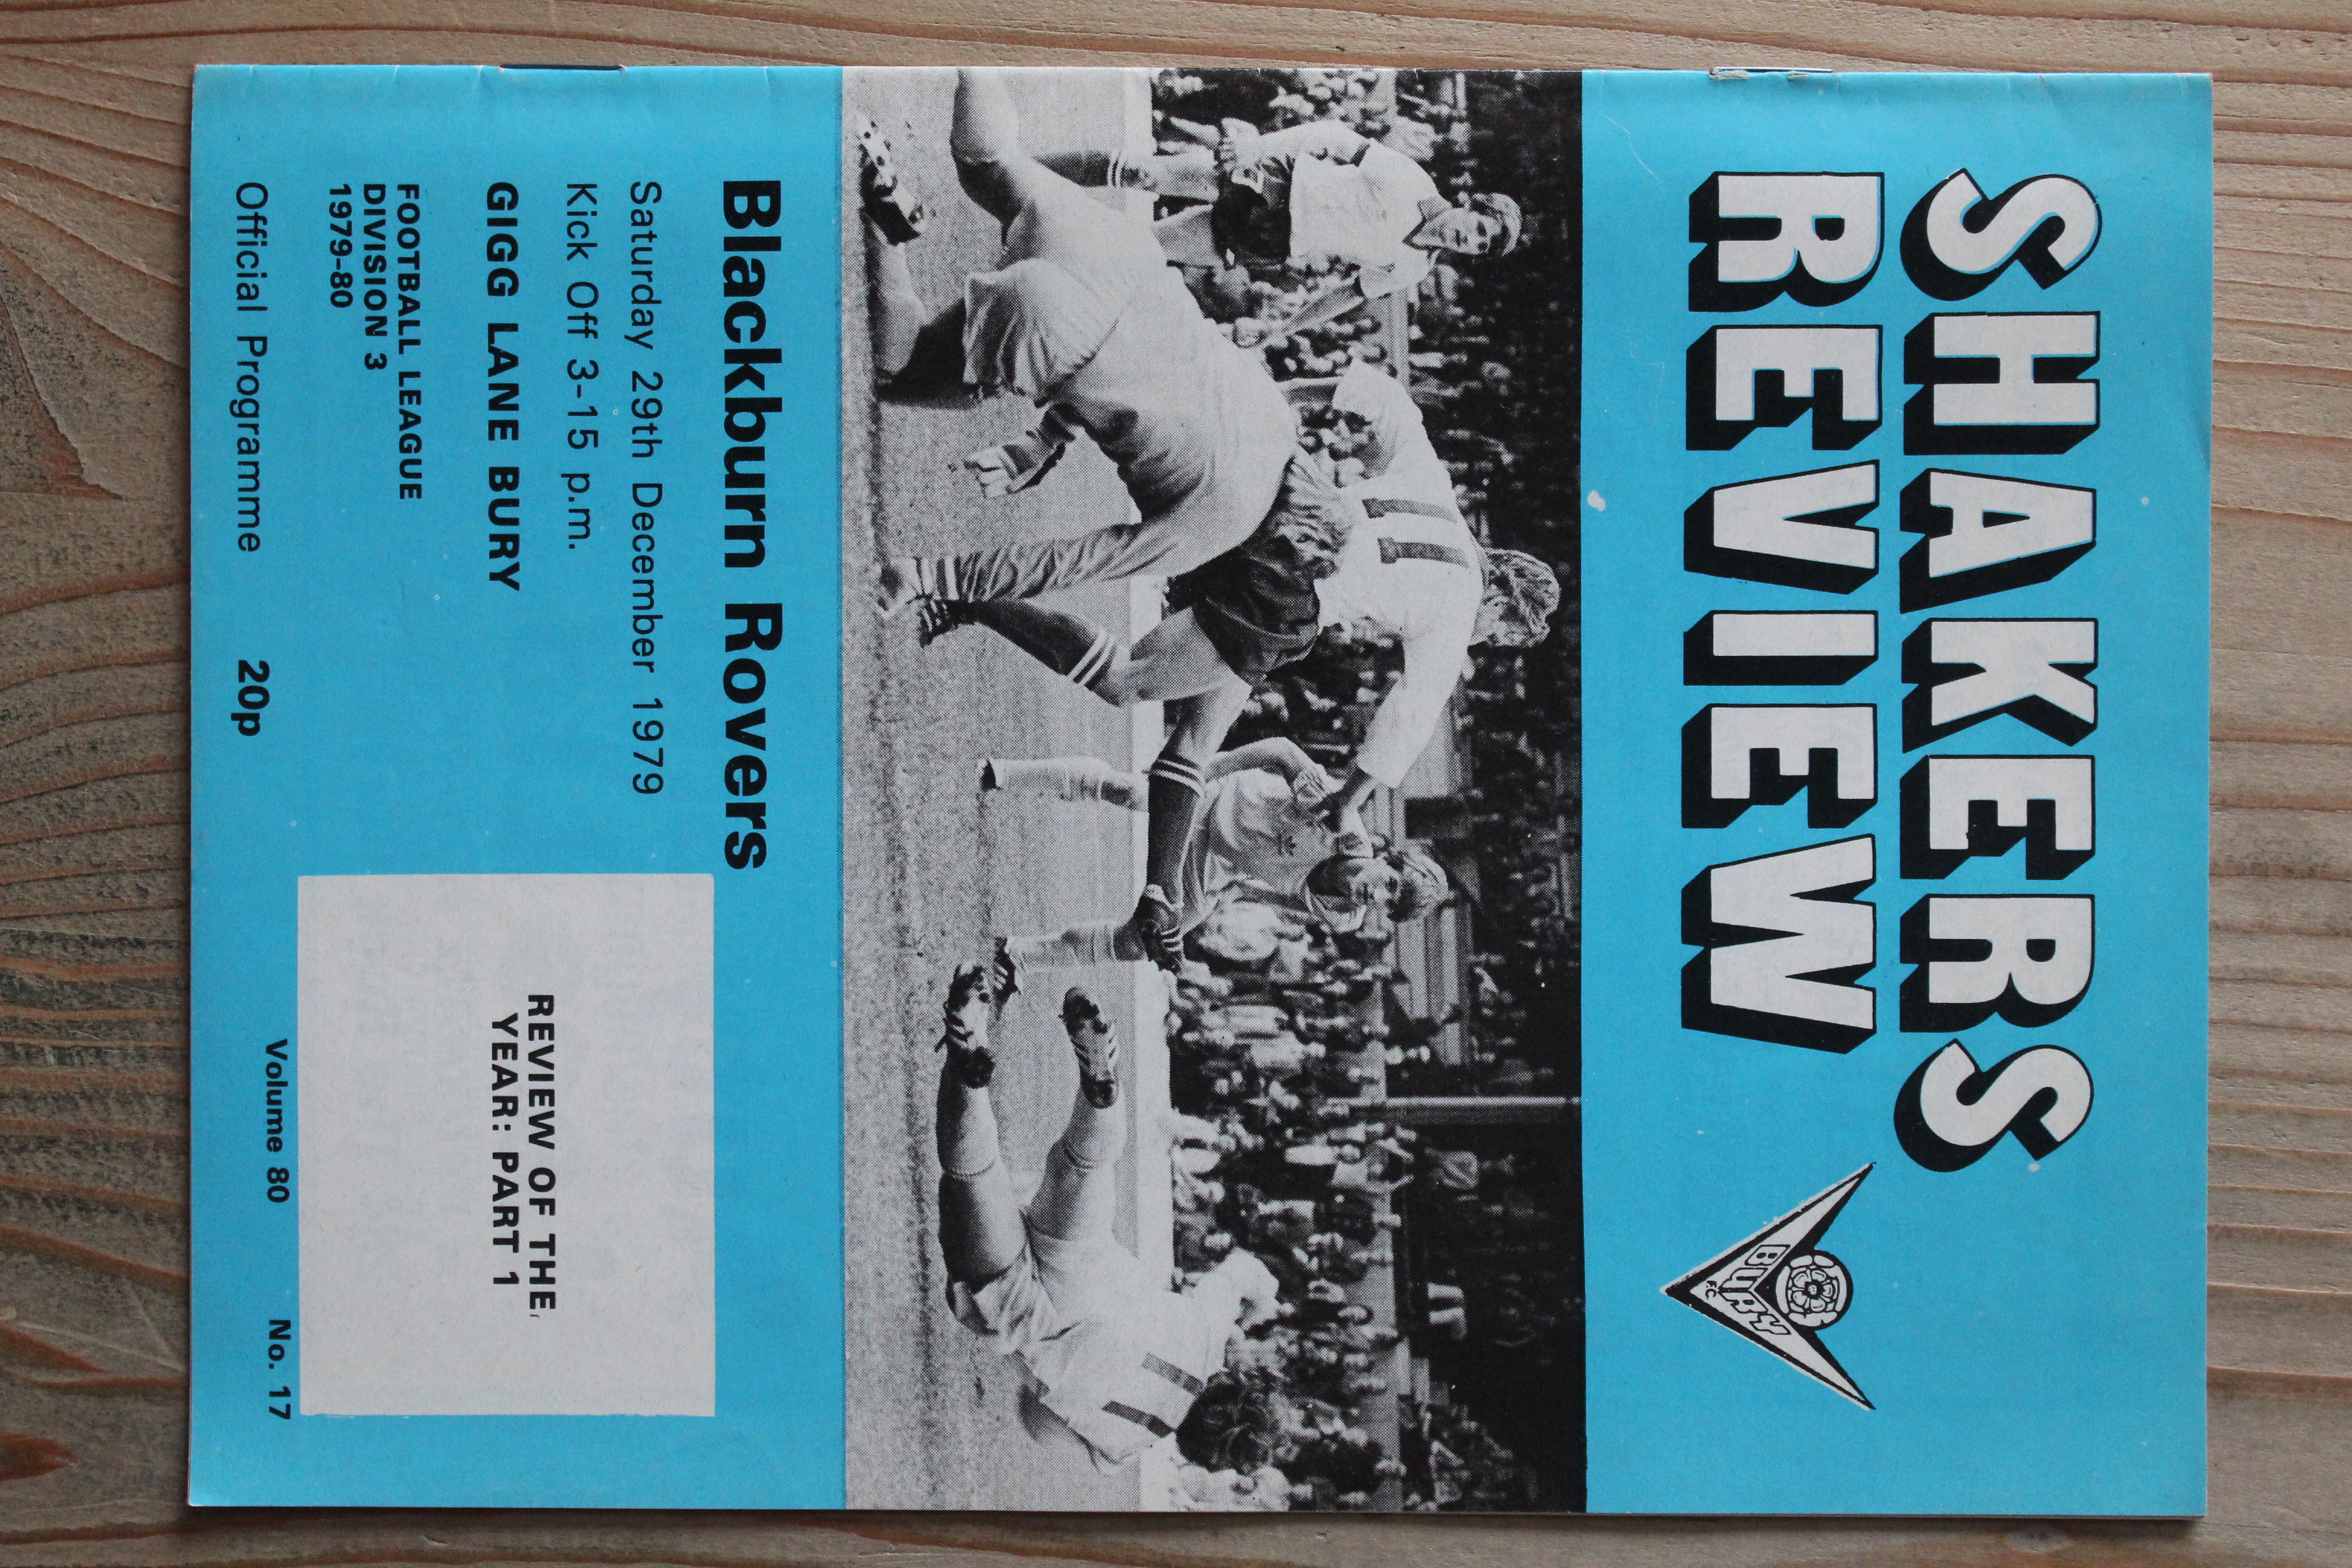 SHAKERS
REVIEW
BURY
F.C.
11
Blackburn Rovers
Saturday 29th December 1979
Kick Off 3-15 p.m.
GIGG LANE BURY
FOOTBALL LEAGUE
DIVISION 3
1979-80
Official Programme 20p
REVIEW OF THE
YEAR: PART 1
Volume 80 No. 17